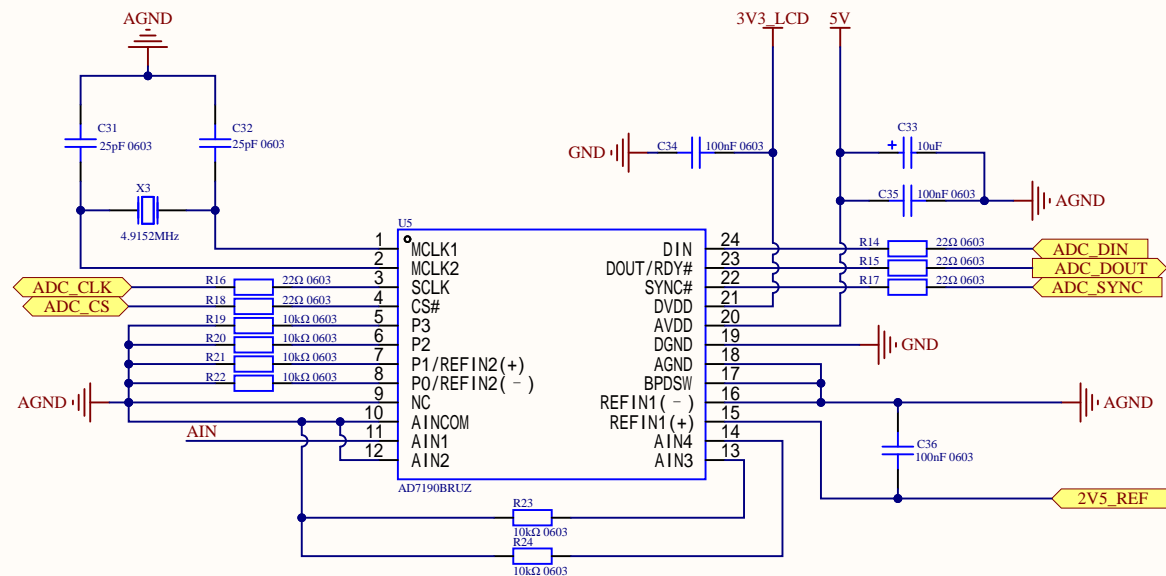 AGND
3V3_LCD
5V
C31
25pF 0603
C32
25pF 0603
X3
4.9152MHz
GND
C34
100nF 0603
+
C33
10uF
C35
100nF 0603
AGND
U5
1
MCLK1
DIN
24
R14
22Ω 0603
ADC_DIN
2
MCLK2
DOUT/RDY#
23
R15
22Ω 0603
ADC_DOUT
ADC_CLK
R16
22Ω 0603
3
SCLK
SYNC#
22
R17
22Ω 0603
ADC_SYNC
ADC_CS
R18
22Ω 0603
4
CS#
DVDD
21
R19
10kΩ 0603
5
P3
AVDD
20
R20
10kΩ 0603
6
P2
DGND
19
GND
R21
10kΩ 0603
7
P1/REFIN2(+)
AGND
18
R22
10kΩ 0603
8
P0/REFIN2(-)
BPDSW
17
AGND
9
NC
REFIN1(-)
16
AGND
10
AINCOM
REFIN1(+)
15
AIN
11
AIN1
AIN4
14
12
AIN2
AIN3
13
C36
100nF 0603
AD7190BRUZ
2V5_REF
R23
10kΩ 0603
R24
10kΩ 0603